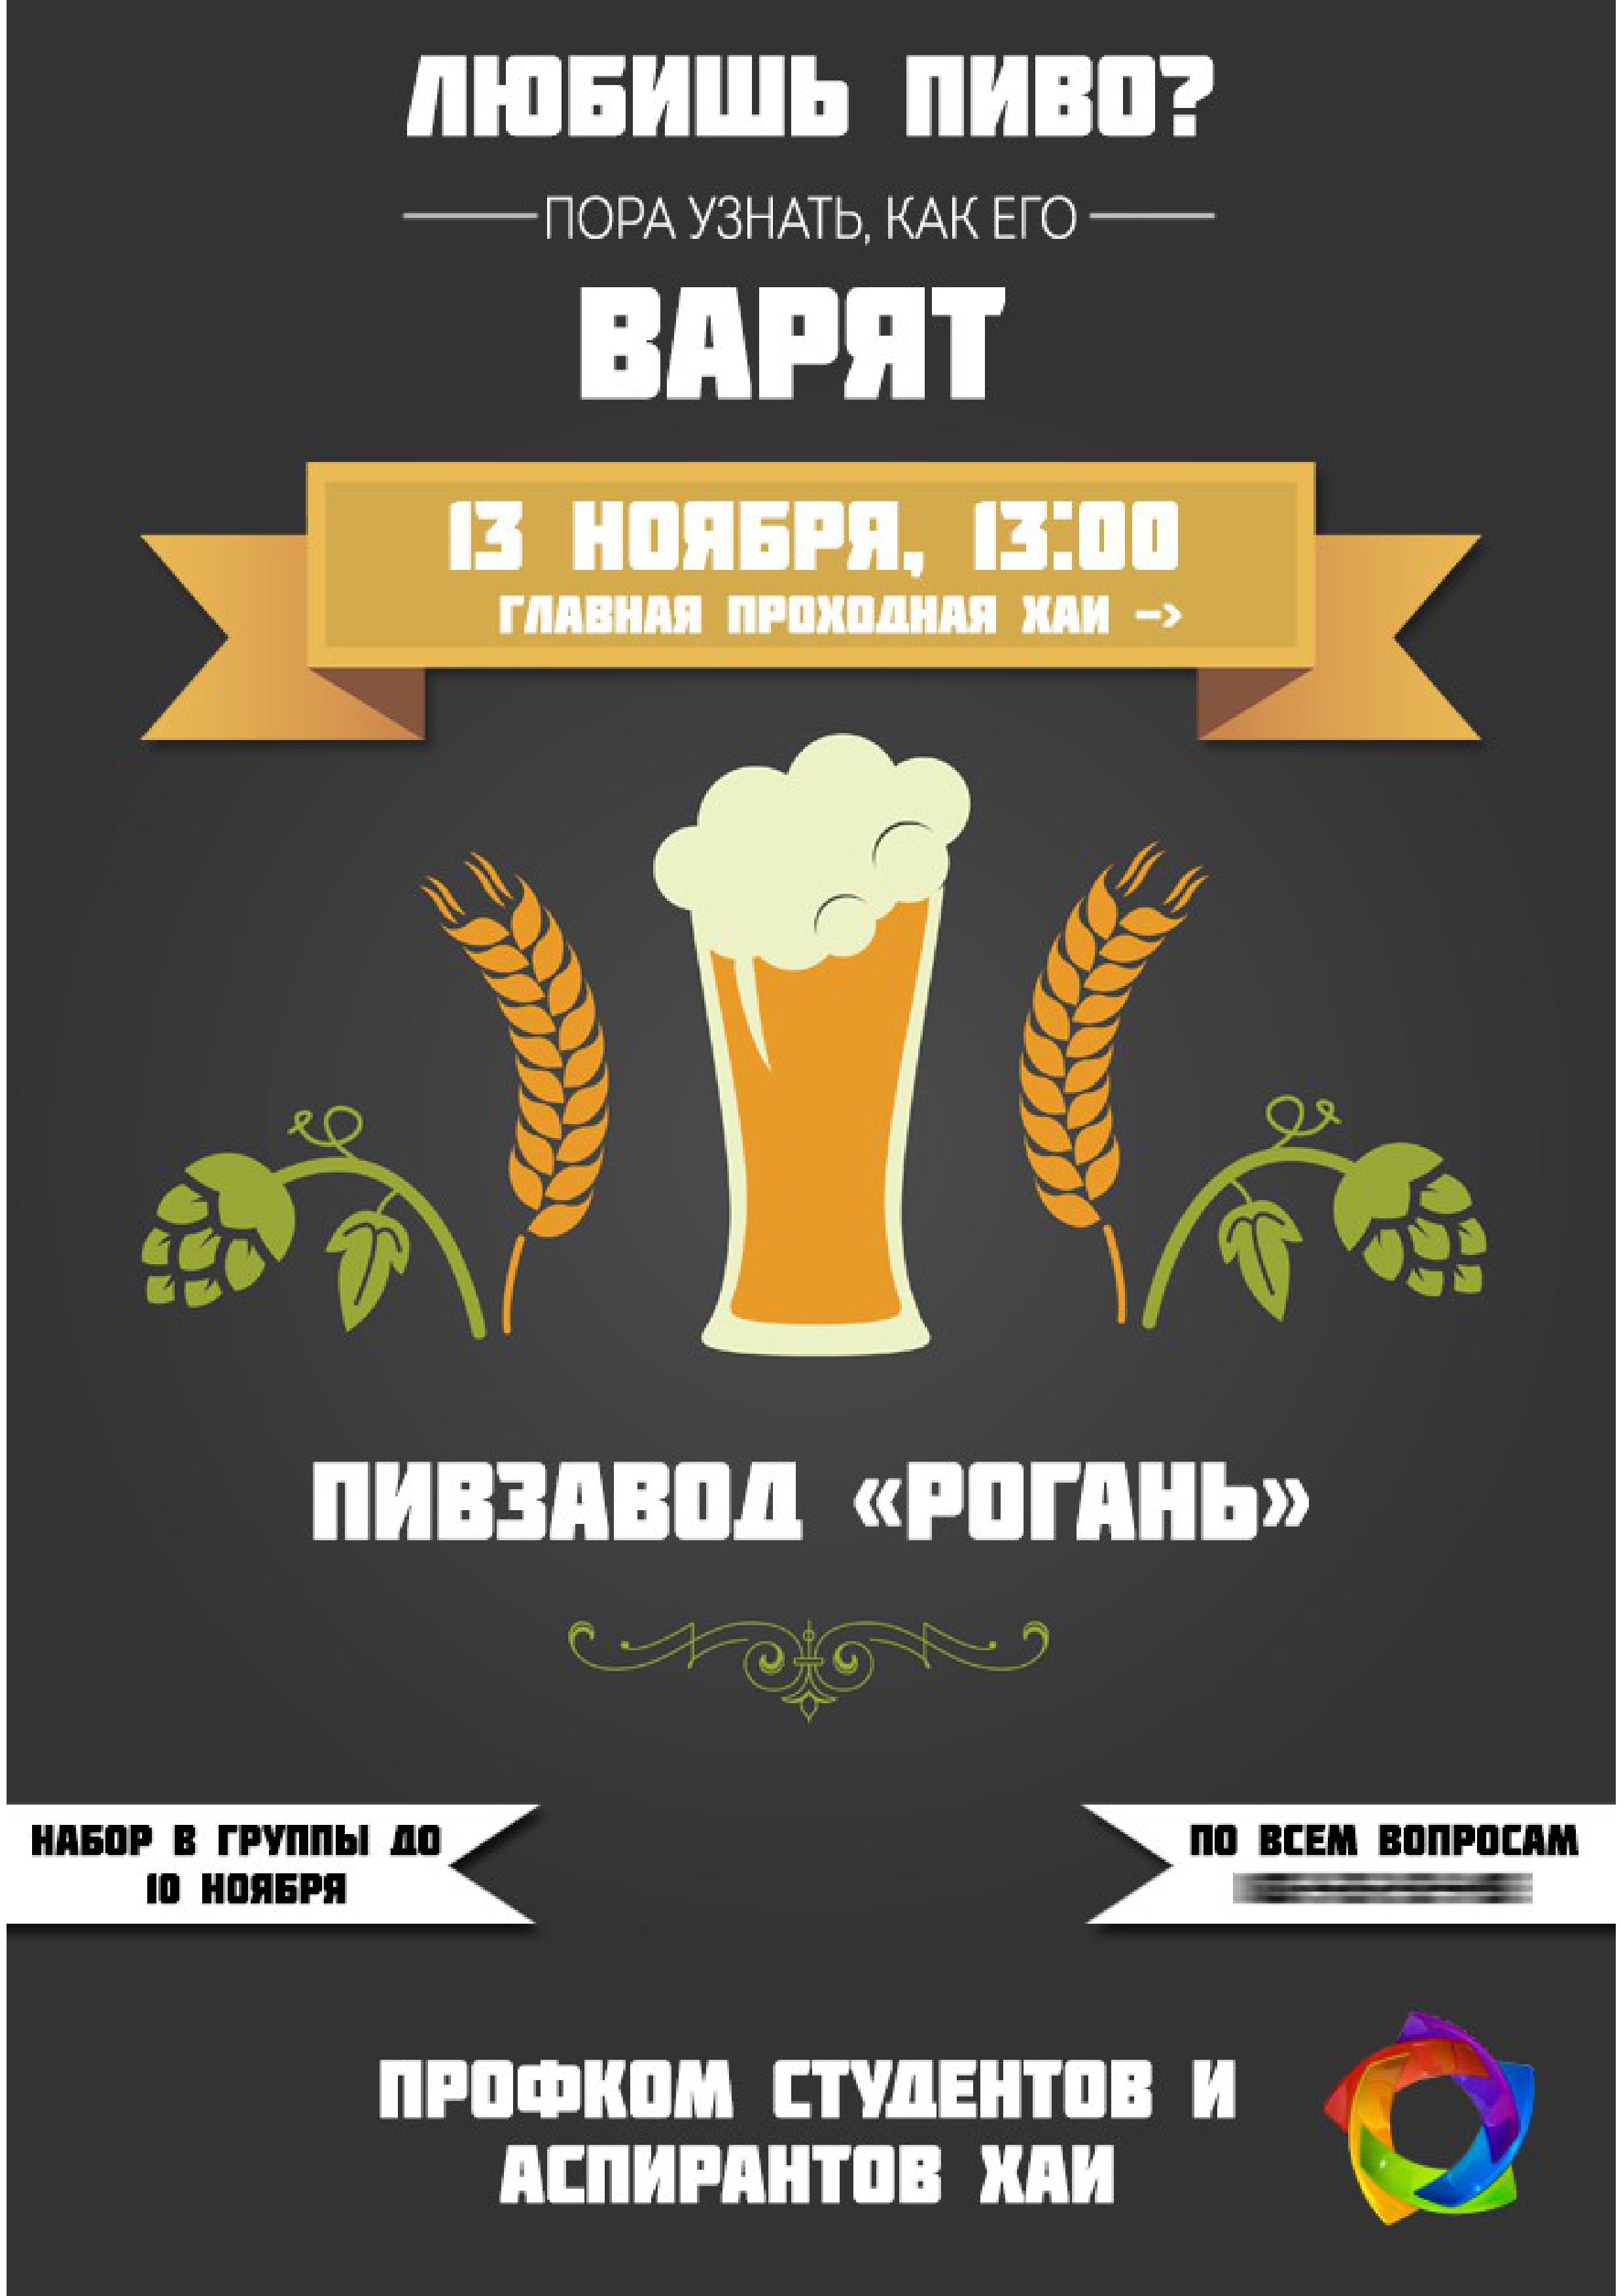 ЛЮБИШЬ ПИВО?
ПОРА УЗНАТЬ, КАК ЕГО
ВАРЯТ
13 НОЯБРЯ, 13:00
ГЛАВНАЯ ПРОХОДНАЯ ХАИ ->
ПИВЗАВОД «РОГАНЬ»
НАБОР В ГРУППЫ ДО
10 НОЯБРЯ
ПО ВСЕМ ВОПРОСАМ
ПРОФКОМ СТУДЕНТОВ И
АСПИРАНТОВ ХАИ